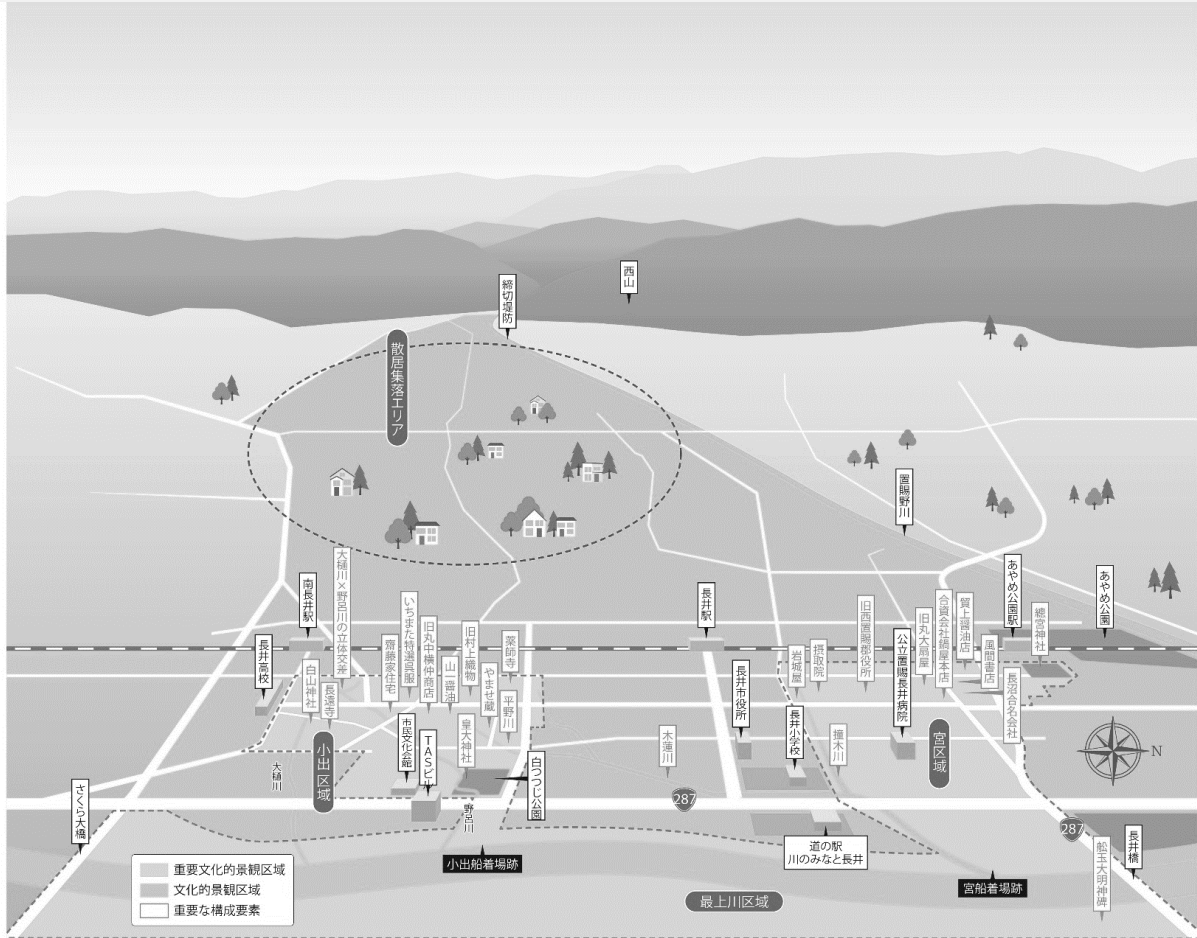 西山
締切堤防
散居集落エリア
置賜野川
南長井駅
大樋川×野呂川の立体交差
長井高校
白山神社
長遠寺
齋藤家住宅
いちまた特選呉服
旧丸中横仲商店
山一醤油
旧村上織物
やませ蔵
薬師寺
平野川
長井駅
岩城屋
摂取院
旧西置賜郡役所
公立置賜長井病院
旧丸大扇屋
合資会社鍋屋本店
貿上醤油店
風間書店
あやめ公園駅
長沼合名会社
總宮神社
あやめ公園
小出区域
大樋川
市民文化会館
TASビル
皇大神社
野呂川
白つつじ公園
木蓮川
287
長井市役所
長井小学校
撞木川
宮区域
N
287
さくら大橋
小出船着場跡
道の駅
川のみなと長井
宮船着場跡
舩玉大明神碑
長井橋
最上川区域
重要文化的景観区域
文化的景観区域
重要な構成要素